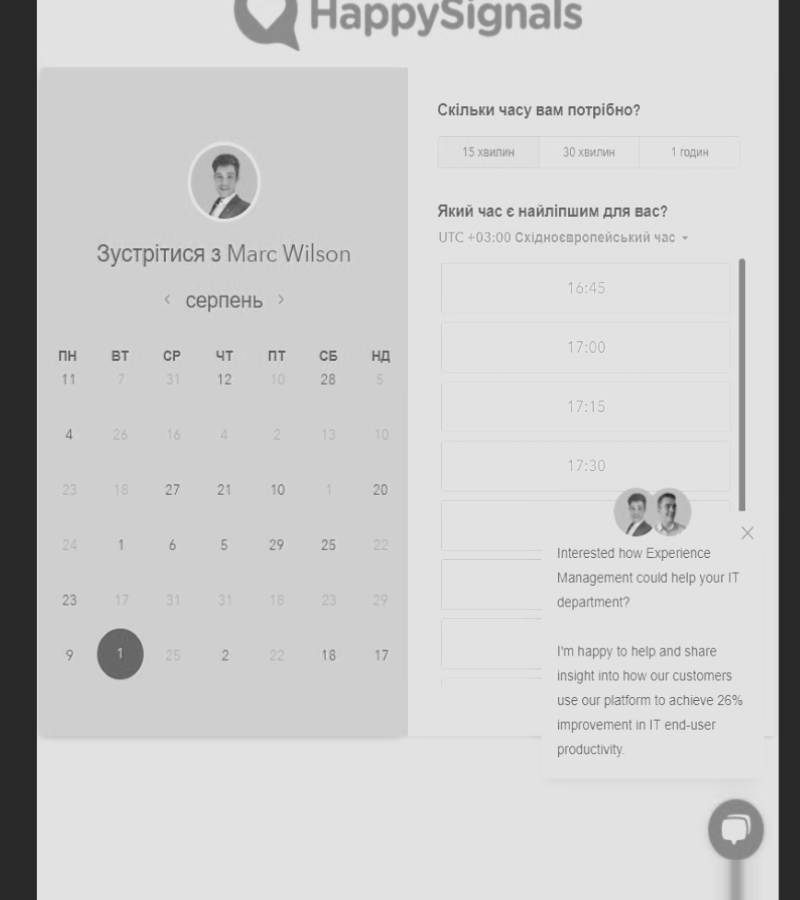 HappySignals
Зустрітися з Marc Wilson
серпень
ПН ВТ СР ЧТ ПТ СБ НД
11 7 31 12 10 28 5
4 26 16 4 2 13 10
23 18 27 21 10 1 20
24 1 6 5 29 25 22
23 17 31 31 18 23 29
9 1 25 2 22 18 17
Скільки часу вам потрібно?
15 хвилин 30 хвилин 1 годин
Який час є найліпшим для вас?
UTC +03:00 Східноєвропейський час
16:45
17:00
17:15
17:30
Interested how Experience
Management could help your IT
department?
I'm happy to help and share
insight into how our customers
use our platform to achieve 26%
improvement in IT end-user
productivity.